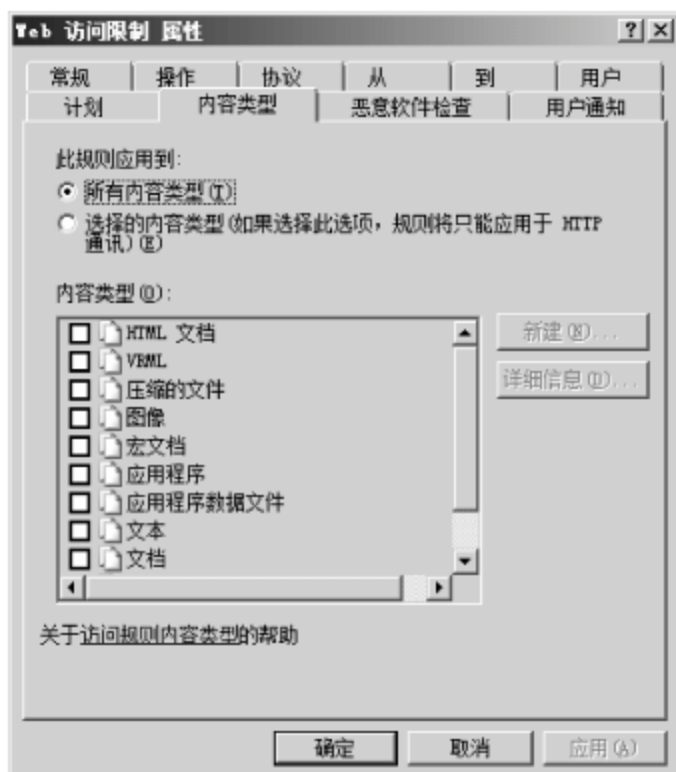 Teb 访问限制 属性
常规 操作 协议 从 到 用户
计划 内容类型 恶意软件检查 用户通知
此规则应用到:
所有内容类型(T)
选择的内容类型(如果选择此选项，规则将只能应用于 HTTP
通讯)(E)
内容类型(O):
HTML 文档
VRML
压缩的文件
图像
宏文档
应用程序
应用程序数据文件
文本
文档
新建(N)...
详细信息(D)...
关于访问规则内容类型的帮助
确定 取消 应用(A)